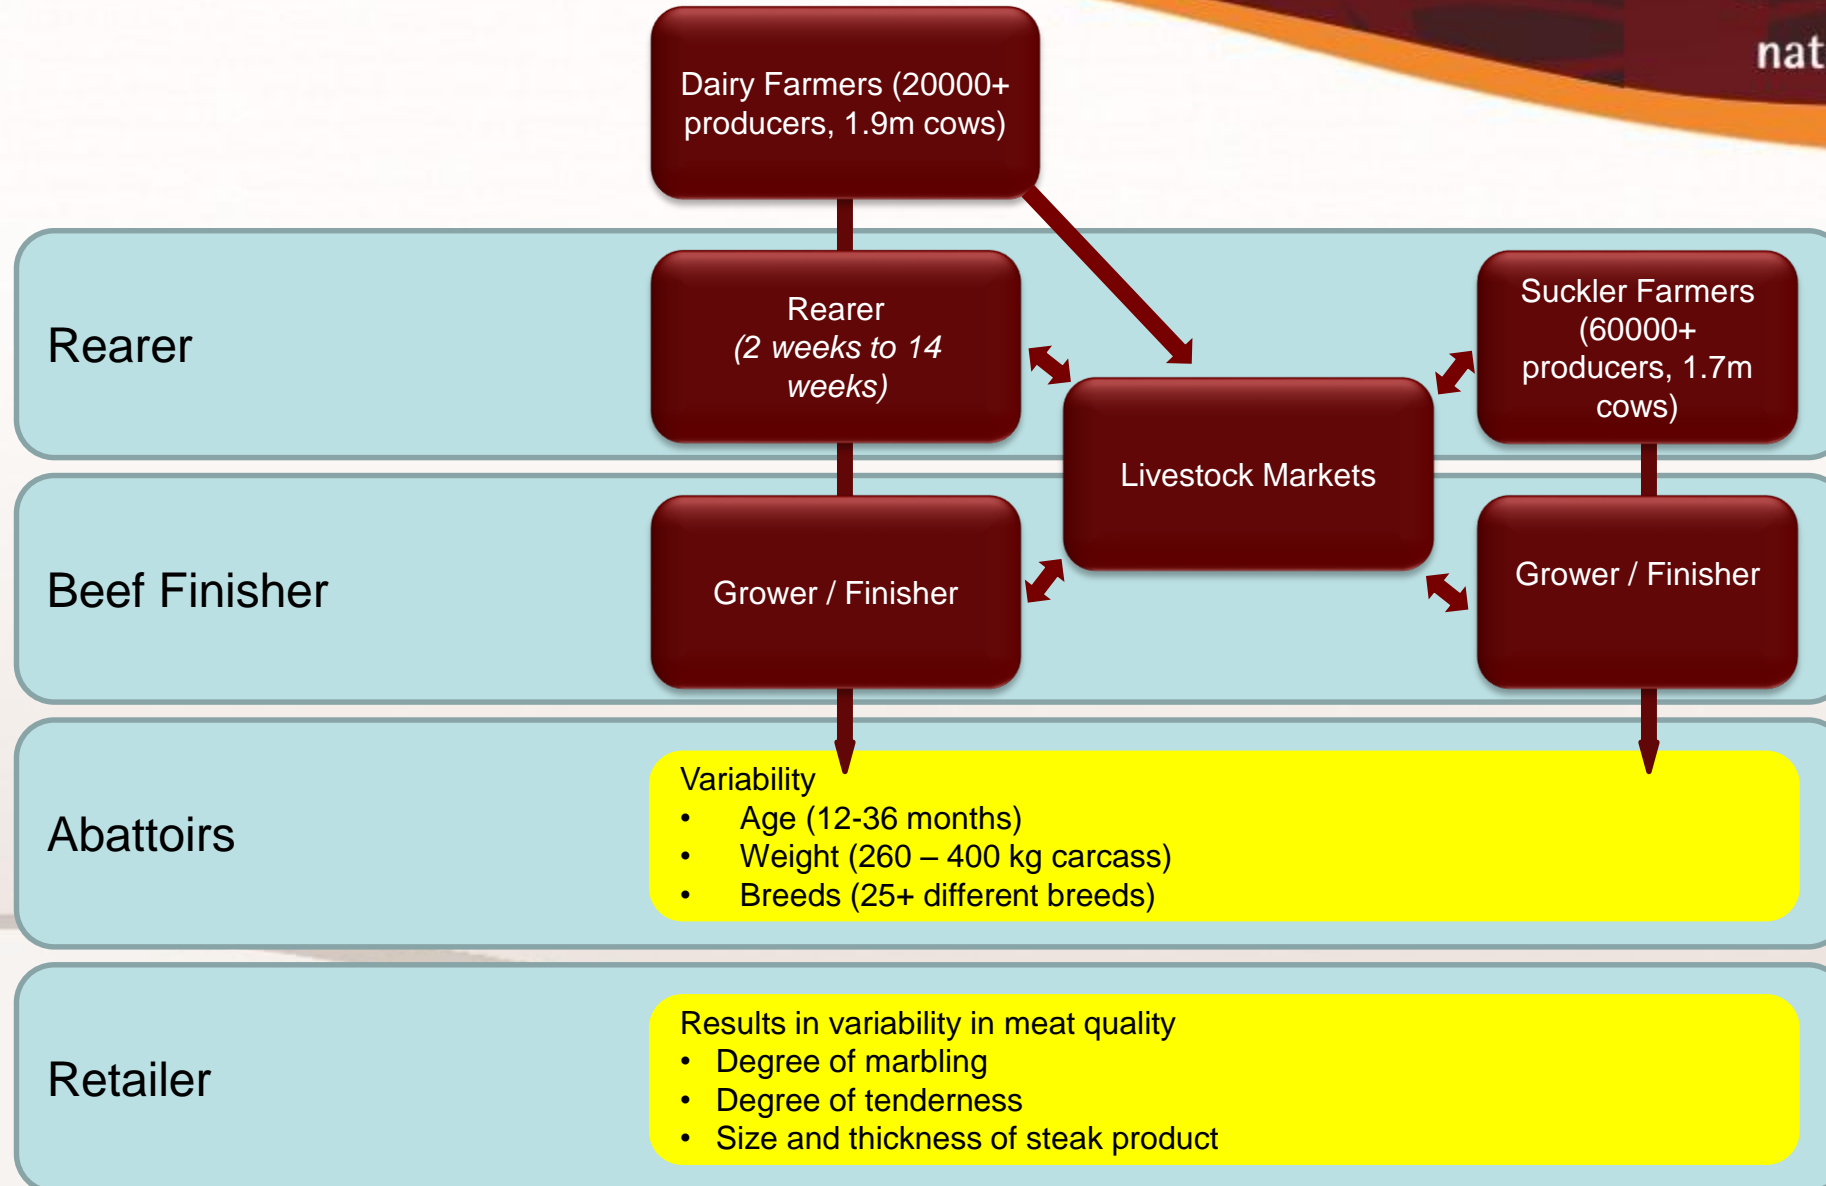 nat
Dairy Farmers (20000+
producers, 1.9m cows)
Rearer
Rearer
(2 weeks to 14
weeks)
Suckler Farmers
(60000+
producers, 1.7m
cows)
Livestock Markets
Beef Finisher
Grower / Finisher
Grower / Finisher
Abattoirs
Variability
• Age (12-36 months)
• Weight (260 – 400 kg carcass)
• Breeds (25+ different breeds)
Retailer
Results in variability in meat quality
• Degree of marbling
• Degree of tenderness
• Size and thickness of steak product